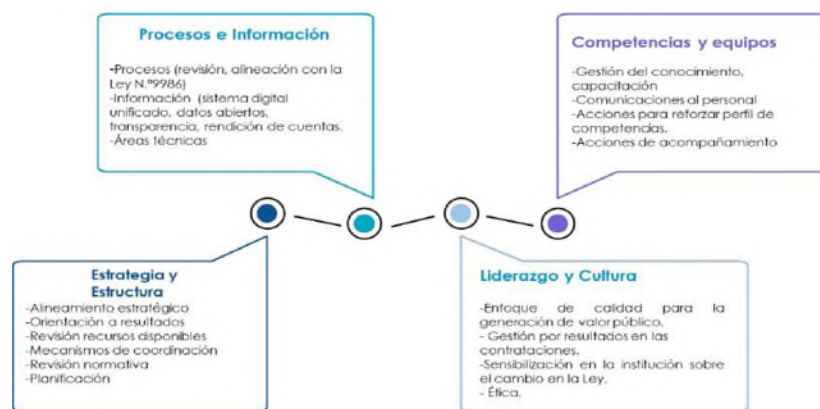 Procesos e Información
-Procesos (revisión, alineación con la
Ley N.°9986)
-Información (sistema digital
unificado, datos abiertos,
transparencia, rendición de cuentas.
-Áreas técnicas
Competencias y equipos
-Gestión del conocimiento,
capacitación
-Comunicaciones al personal
-Acciones para reforzar perfil de
competencias.
-Acciones de acompañamiento
Estrategia y
Estructura
-Alineamiento estratégico
-Orientación a resultados
-Revisión recursos disponibles
-Mecanismos de coordinación
-Revisión normativa
-Planificación
Liderazgo y Cultura
-Enfoque de calidad para la
generación de valor público.
- Gestión por resultados en las
contrataciones.
-Sensibilización en la institución sobre
el cambio en la Ley.
- Ética.